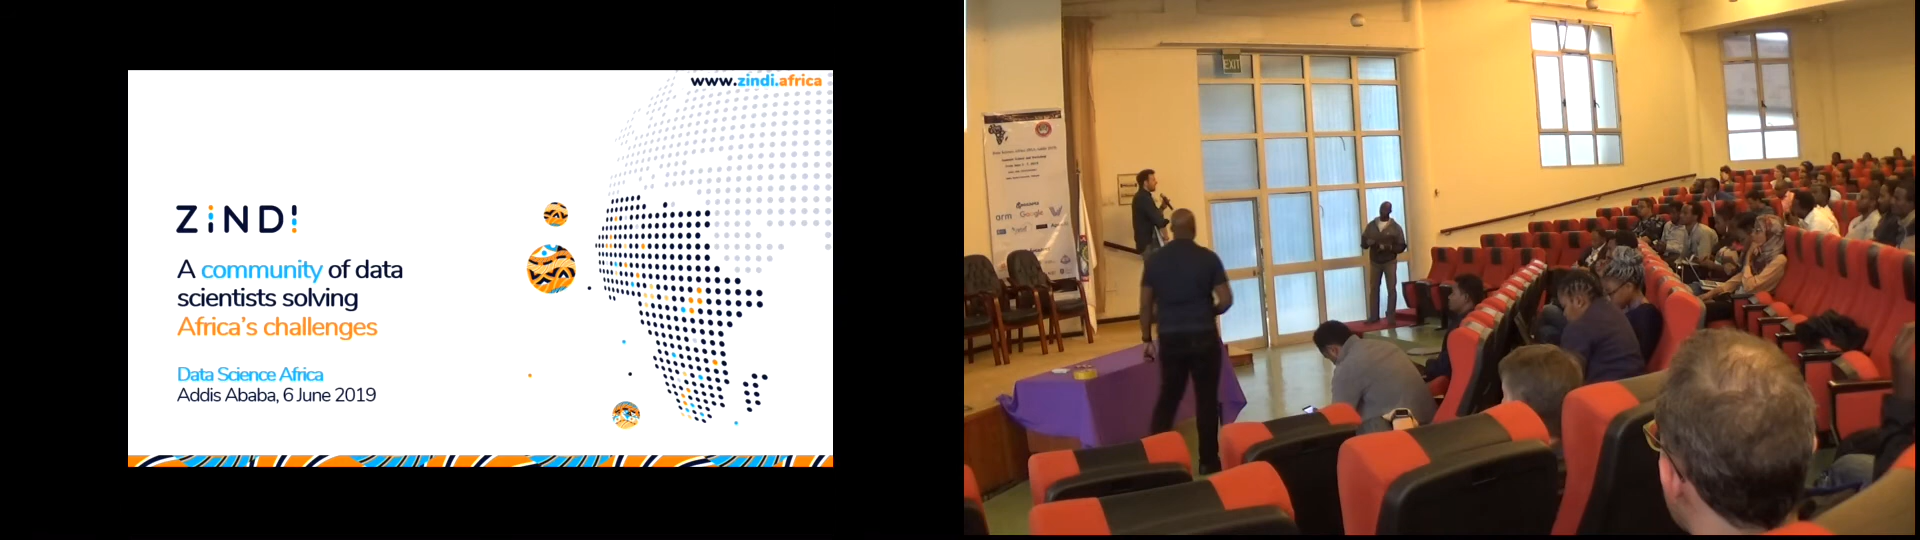 www.zindi.africa
ZiNDI
A community of data
scientists solving
Africa's challenges
Data Science Africa
Addis Ababa, 6 June 2019
EXIT
arm
Google